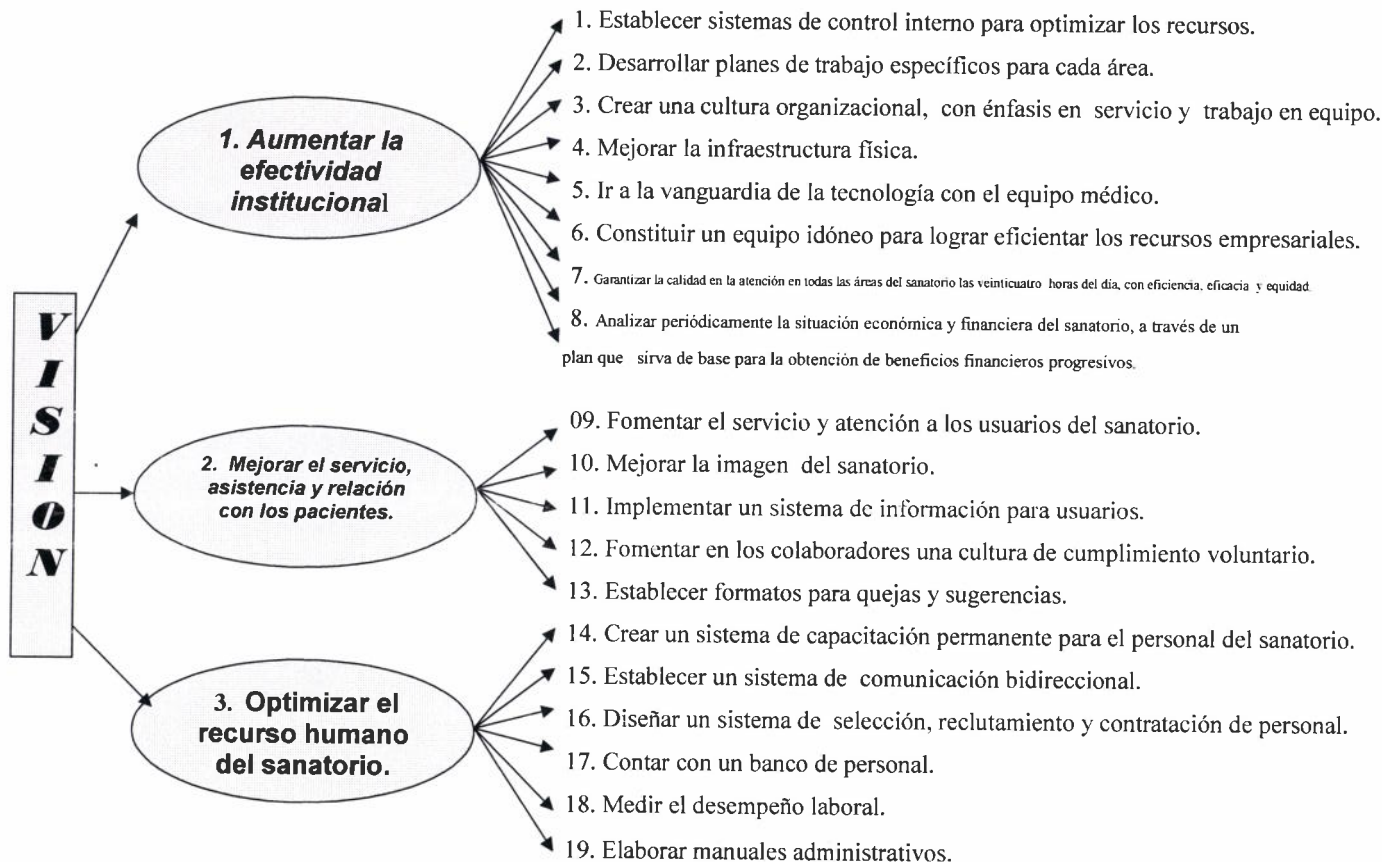 VISION
1. Aumentar la
efectividad
institucional
1. Establecer sistemas de control interno para optimizar los recursos.
2. Desarrollar planes de trabajo específicos para cada área.
3. Crear una cultura organizacional, con énfasis en servicio y trabajo en equipo.
4. Mejorar la infraestructura física.
5. Ir a la vanguardia de la tecnología con el equipo médico.
6. Constituir un equipo idóneo para lograr eficientar los recursos empresariales.
7. Garantizar la calidad en la atención en todas las áreas del sanatorio las veinticuatro horas del día, con eficiencia, eficacia y equidad
8. Analizar periódicamente la situación económica y financiera del sanatorio, a través de un
plan que sirva de base para la obtención de beneficios financieros progresivos.
2. Mejorar el servicio,
asistencia y relación
con los pacientes.
09. Fomentar el servicio y atención a los usuarios del sanatorio.
10. Mejorar la imagen del sanatorio.
11. Implementar un sistema de información para usuarios.
12. Fomentar en los colaboradores una cultura de cumplimiento voluntario.
13. Establecer formatos para quejas y sugerencias.
3. Optimizar el
recurso humano
del sanatorio.
14. Crear un sistema de capacitación permanente para el personal del sanatorio.
15. Establecer un sistema de comunicación bidireccional.
16. Diseñar un sistema de selección, reclutamiento y contratación de personal.
17. Contar con un banco de personal.
18. Medir el desempeño laboral.
19. Elaborar manuales administrativos.